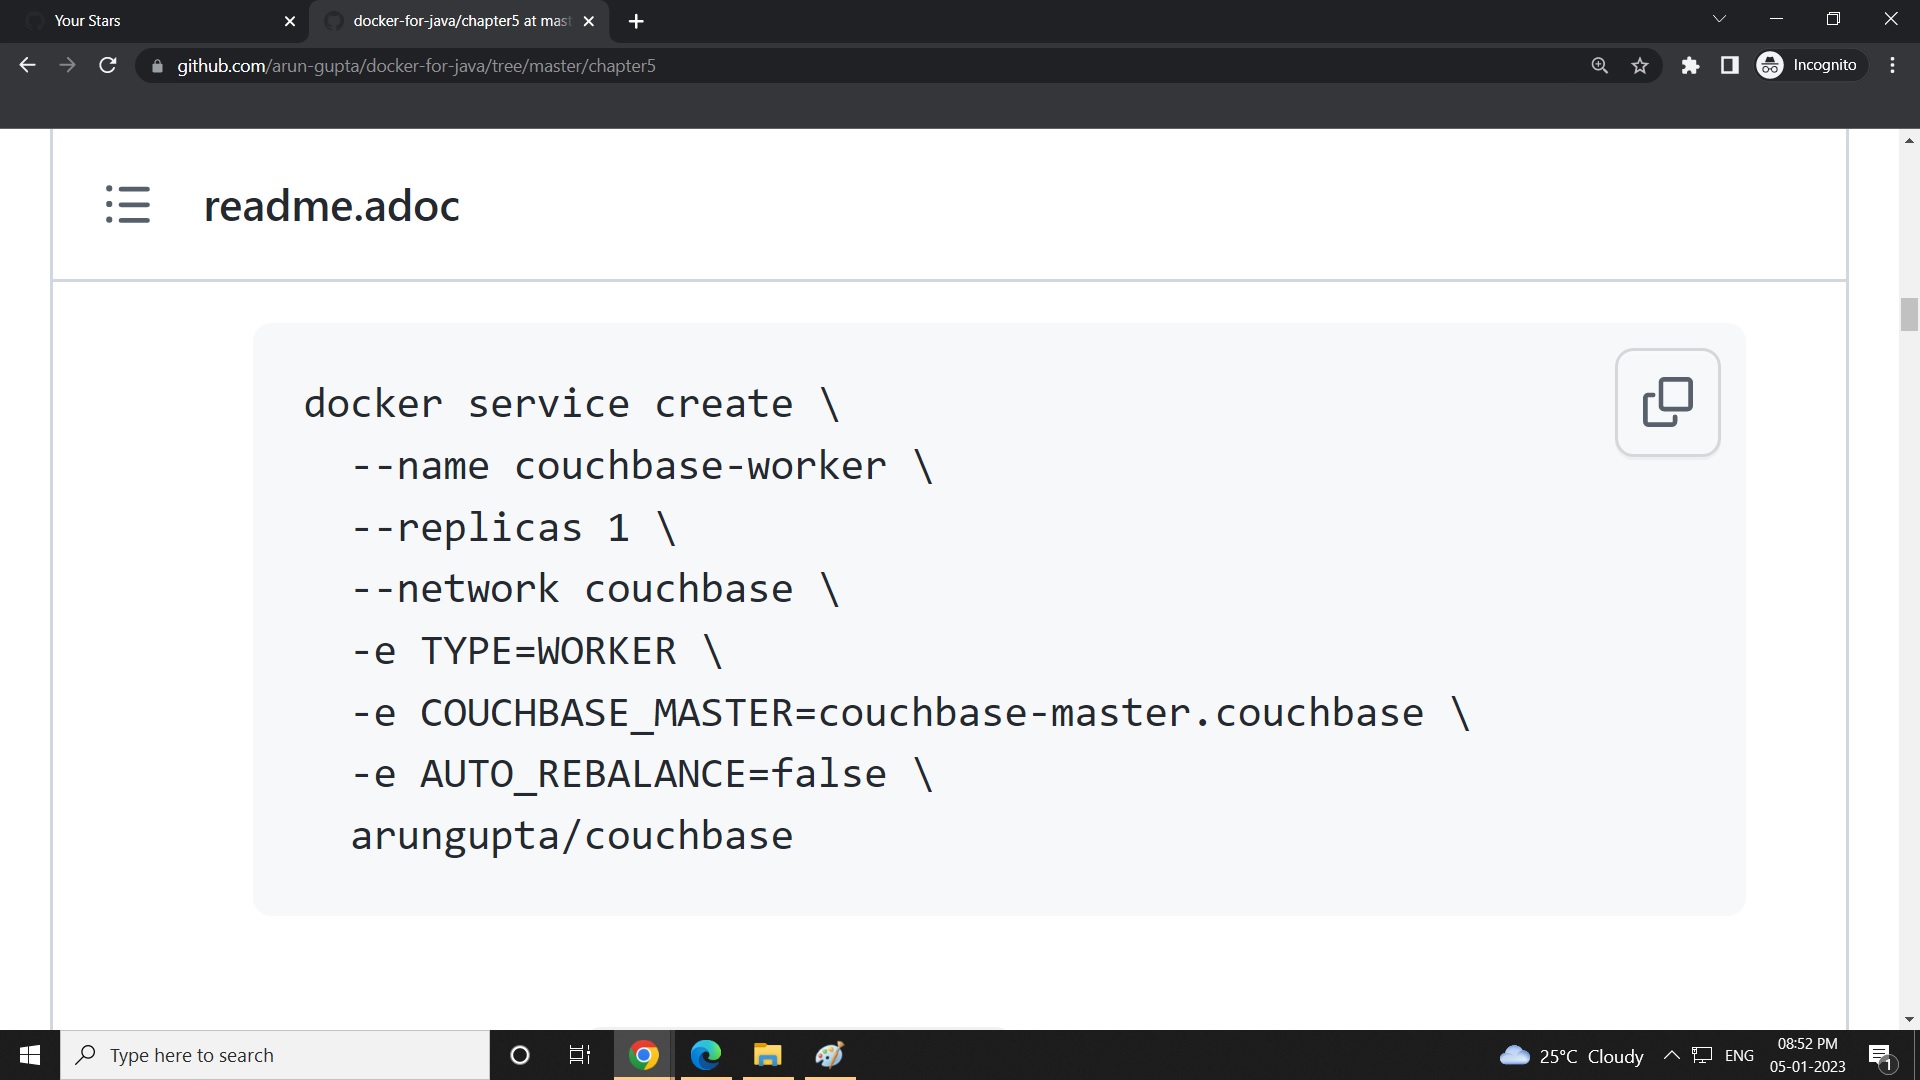 Your Stars
docker-for-java/chapter5 at mast
github.com/arun-gupta/docker-for-java/tree/master/chapter5
Incognito
readme.adoc
docker service create \
--name couchbase-worker \
--replicas 1 \
--network couchbase \
-e TYPE=WORKER \
-e COUCHBASE_MASTER=couchbase-master.couchbase \
-e AUTO_REBALANCE=false \
arungupta/couchbase
Type here to search
25°C Cloudy
ENG
08:52 PM
05-01-2023
1